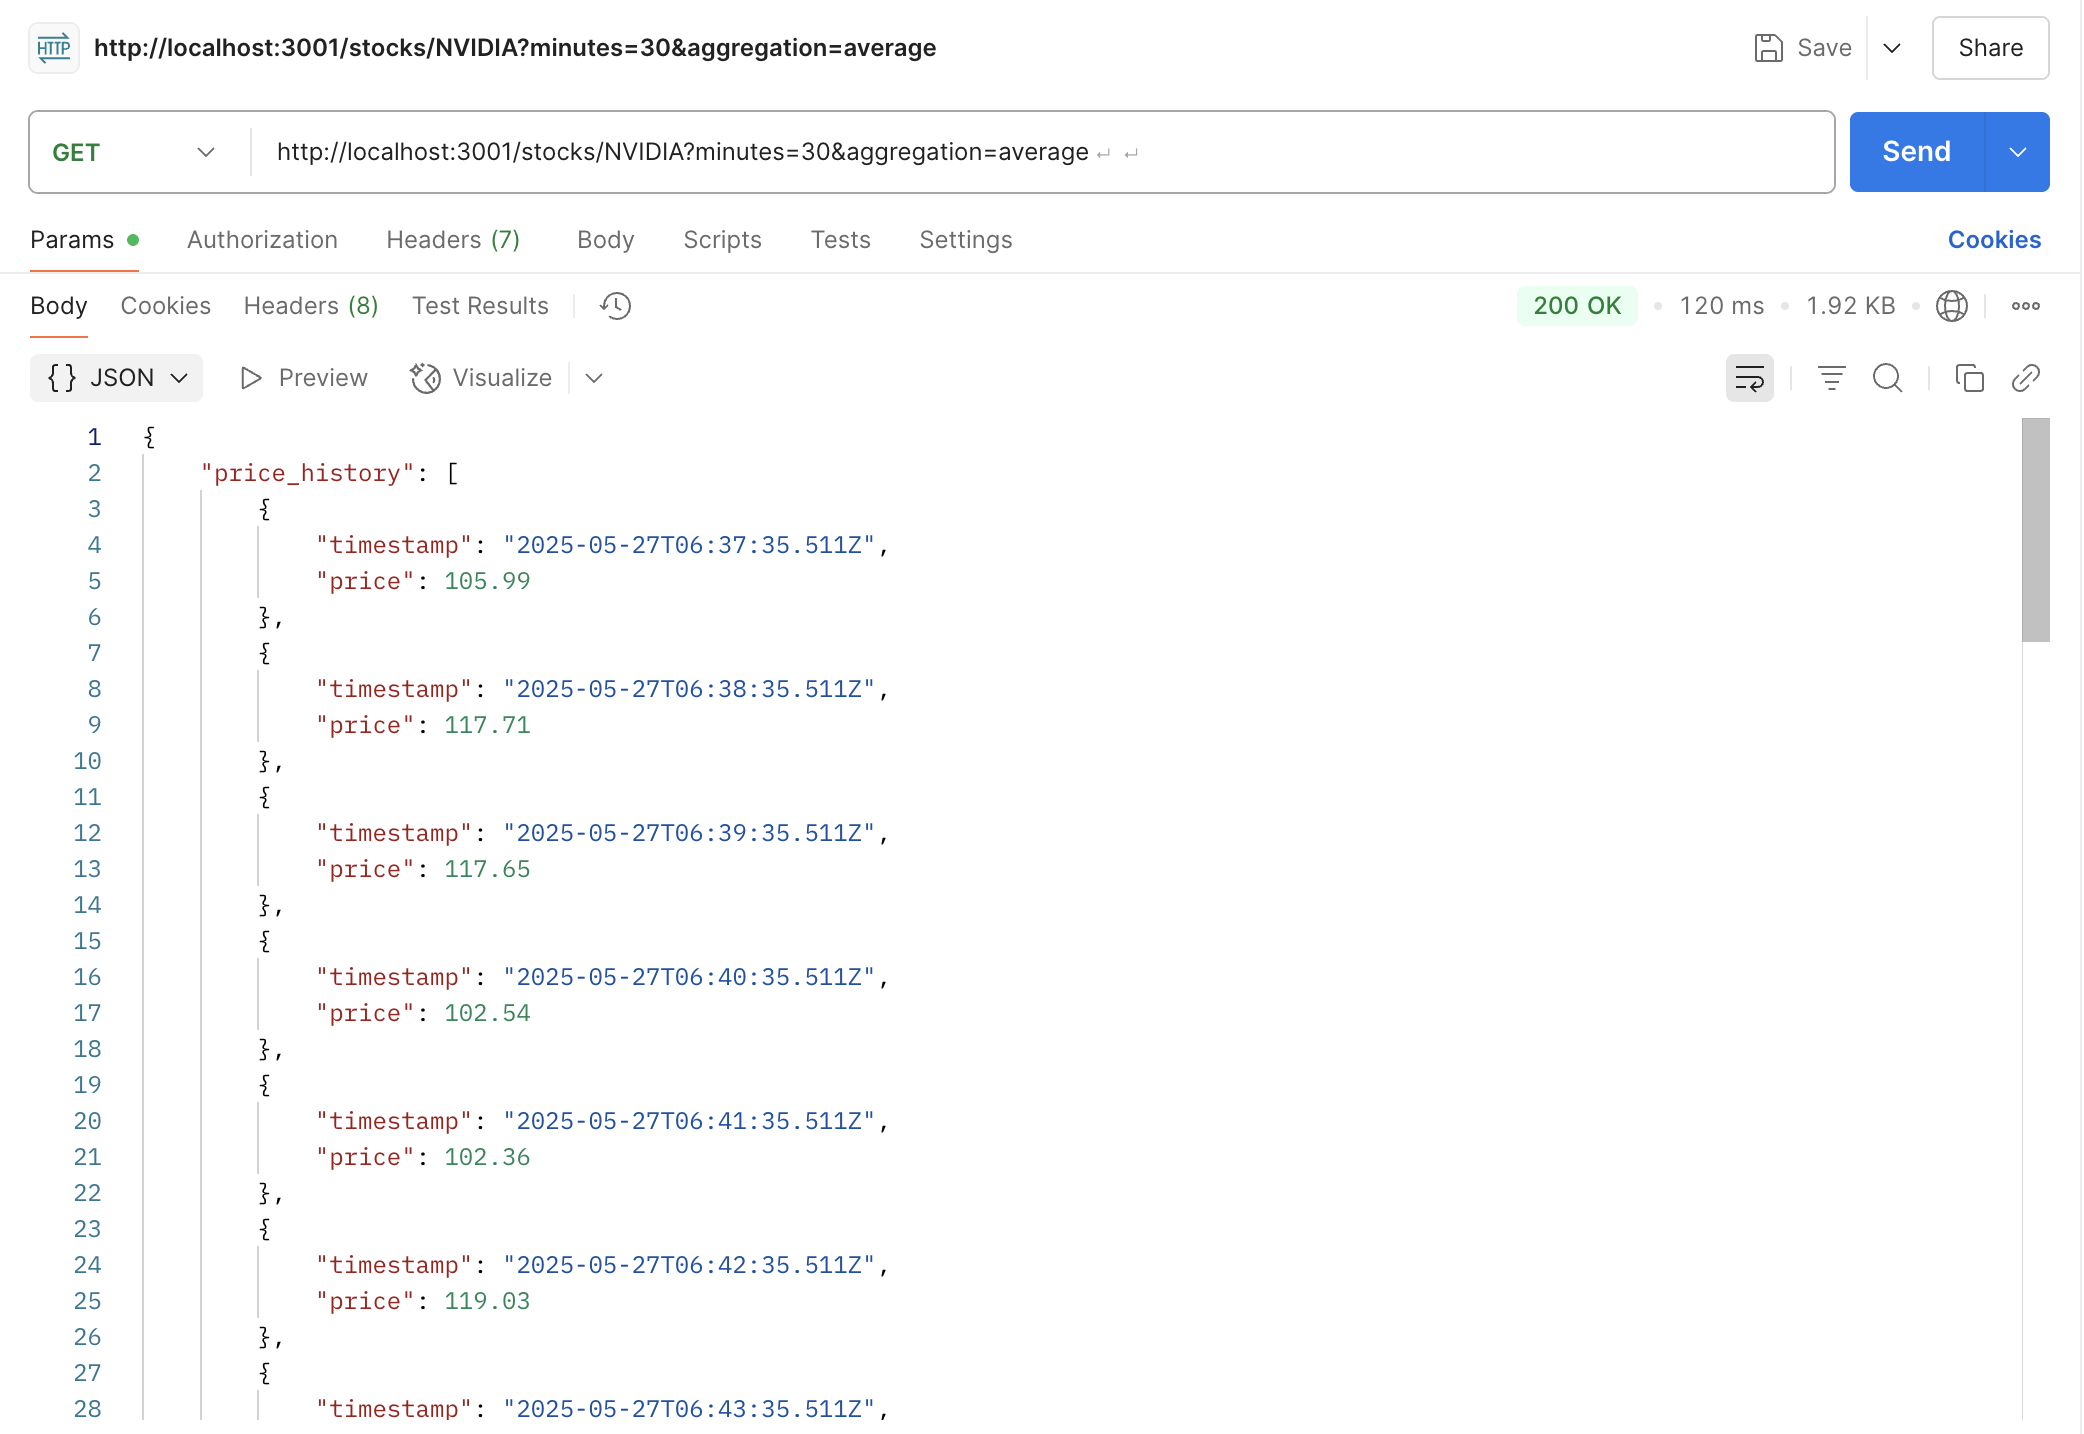 HTTP http://localhost:3001/stocks/NVIDIA?minutes=30&aggregation=average Save Share
GET http://localhost:3001/stocks/NVIDIA?minutes=30&aggregation=average Send
Params Authorization Headers (7) Body Scripts Tests Settings Cookies
Body Cookies Headers (8) Test Results 200 OK 120 ms 1.92 KB
{} JSON Preview Visualize
1 {
2 "price_history": [
3 {
4 "timestamp": "2025-05-27T06:37:35.511Z",
5 "price": 105.99
6 },
7 {
8 "timestamp": "2025-05-27T06:38:35.511Z",
9 "price": 117.71
10 },
11 {
12 "timestamp": "2025-05-27T06:39:35.511Z",
13 "price": 117.65
14 },
15 {
16 "timestamp": "2025-05-27T06:40:35.511Z",
17 "price": 102.54
18 },
19 {
20 "timestamp": "2025-05-27T06:41:35.511Z",
21 "price": 102.36
22 },
23 {
24 "timestamp": "2025-05-27T06:42:35.511Z",
25 "price": 119.03
26 },
27 {
28 "timestamp": "2025-05-27T06:43:35.511Z",